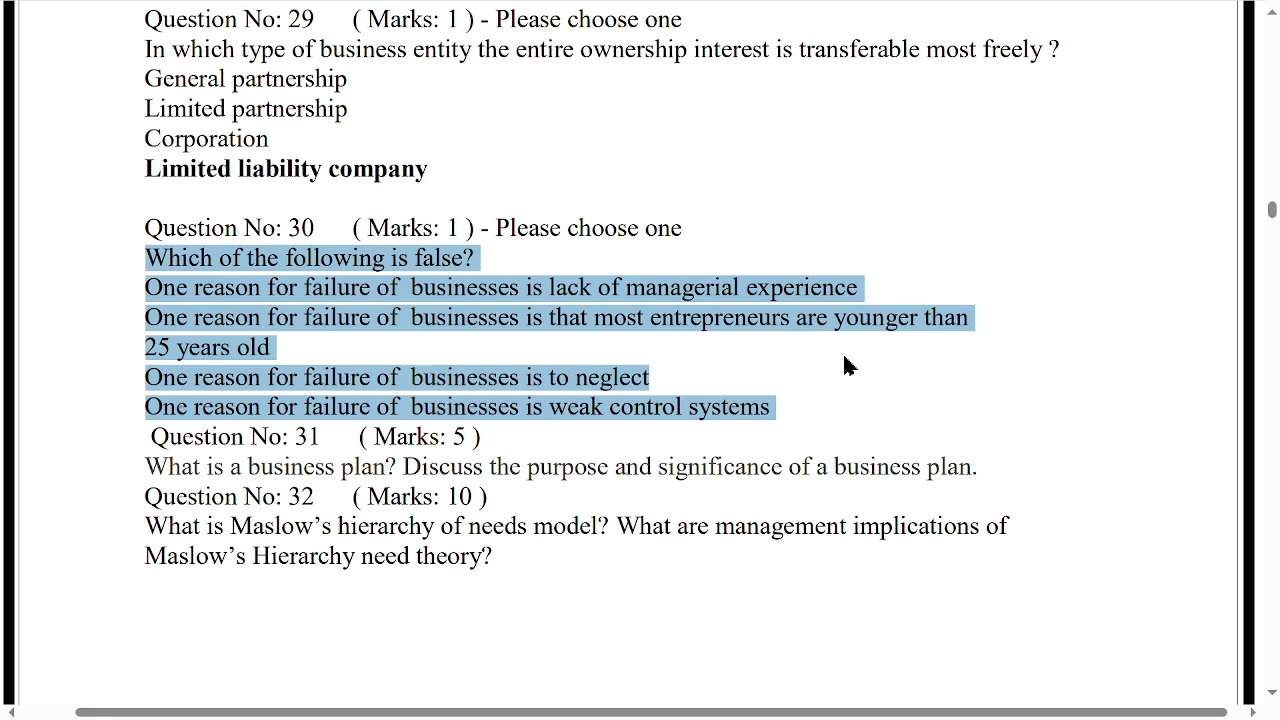 Question No: 29 ( Marks: 1 ) - Please choose one
In which type of business entity the entire ownership interest is transferable most freely ?
General partnership
Limited partnership
Corporation
Limited liability company
Question No: 30 ( Marks: 1 ) - Please choose one
Which of the following is false?
One reason for failure of businesses is lack of managerial experience
One reason for failure of businesses is that most entrepreneurs are younger than
25 years old
One reason for failure of businesses is to neglect
One reason for failure of businesses is weak control systems
Question No: 31 ( Marks: 5 )
What is a business plan? Discuss the purpose and significance of a business plan.
Question No: 32 ( Marks: 10 )
What is Maslow’s hierarchy of needs model? What are management implications of
Maslow’s Hierarchy need theory?